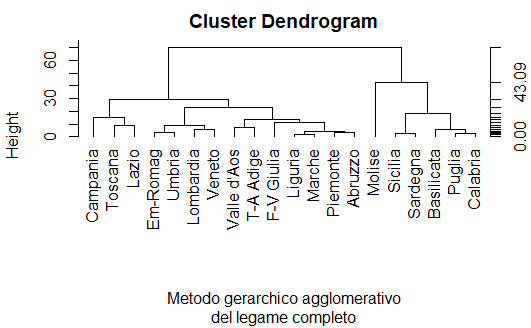 Cluster Dendrogram
Height
0
30
60
Campania
Toscana
Lazio
Em-Romag
Umbria
Lombardia
Veneto
Valle d'Aos
T-A Adige
F-V Giulia
Liguria
Marche
Piemonte
Abruzzo
Molise
Sicilia
Sardegna
Basilicata
Puglia
Calabria
0.00
43.09
Metodo gerarchico agglomerativo
del legame completo